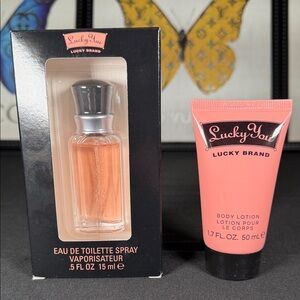 Lucky You
LUCKY BRAND
EAU DE TOILETTE SPRAY
VAPORISATEUR
.5 FL OZ 15 ml e
Lucky You
LUCKY BRAND
BODY LOTION
LOTION POUR
LE CORPS
1.7 FL. OZ. 50 mL e